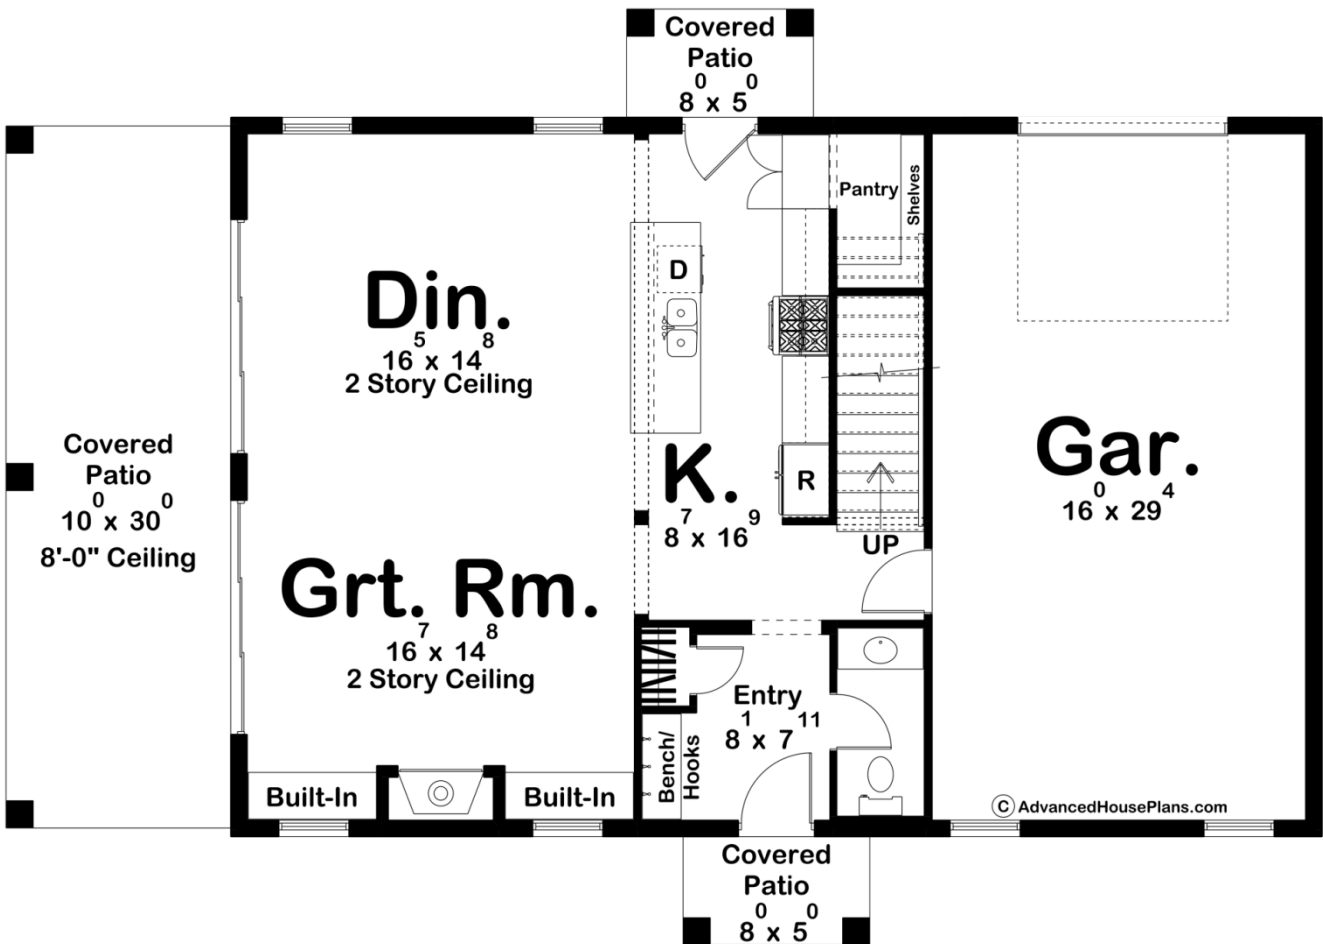 Covered
Patio
8⁰ x 5⁰
Pantry
Shelves
D
Din.
16⁵ x 14⁸
2 Story Ceiling
Covered
Patio
10⁰ x 30⁰
8'-0" Ceiling
K.
8⁷ x 16⁹
R
UP
Gar.
16⁰ x 29⁴
Grt. Rm.
16⁷ x 14⁸
2 Story Ceiling
Entry
8¹ x 7¹¹
Bench/
Hooks
Built-In
Built-In
© AdvancedHousePlans.com
Covered
Patio
8⁰ x 5⁰